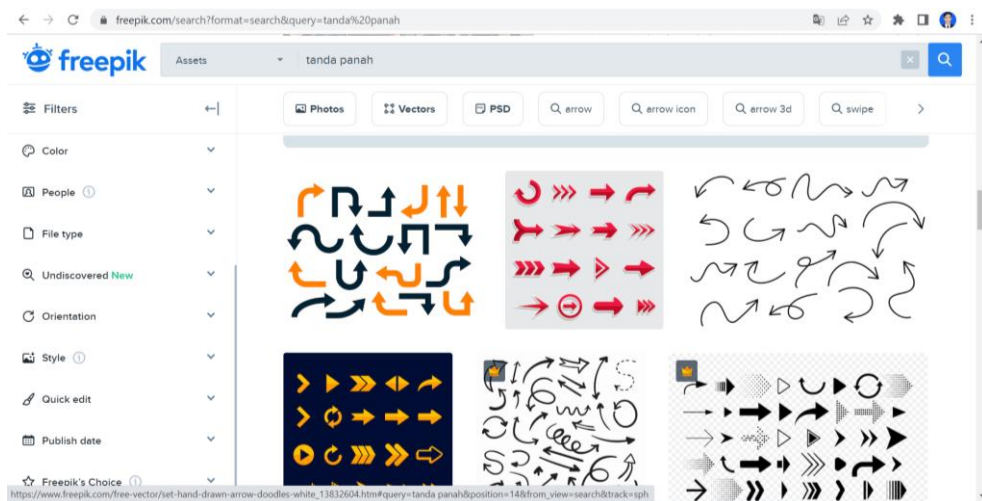 freepik.com/search?format=search&query=tanda%20panah
freepik
Assets
tanda panah
Filters
Photos
Vectors
PSD
arrow
arrow icon
arrow 3d
swipe
Color
People
File type
Undiscovered New
Orientation
Style
Quick edit
Publish date
Freepik's Choice
https://www.freepik.com/free-vector/set-hand-drawn-arrow-doodles-white_13832604.htm#query=tanda panah&position=14&from_view=search&track=sph